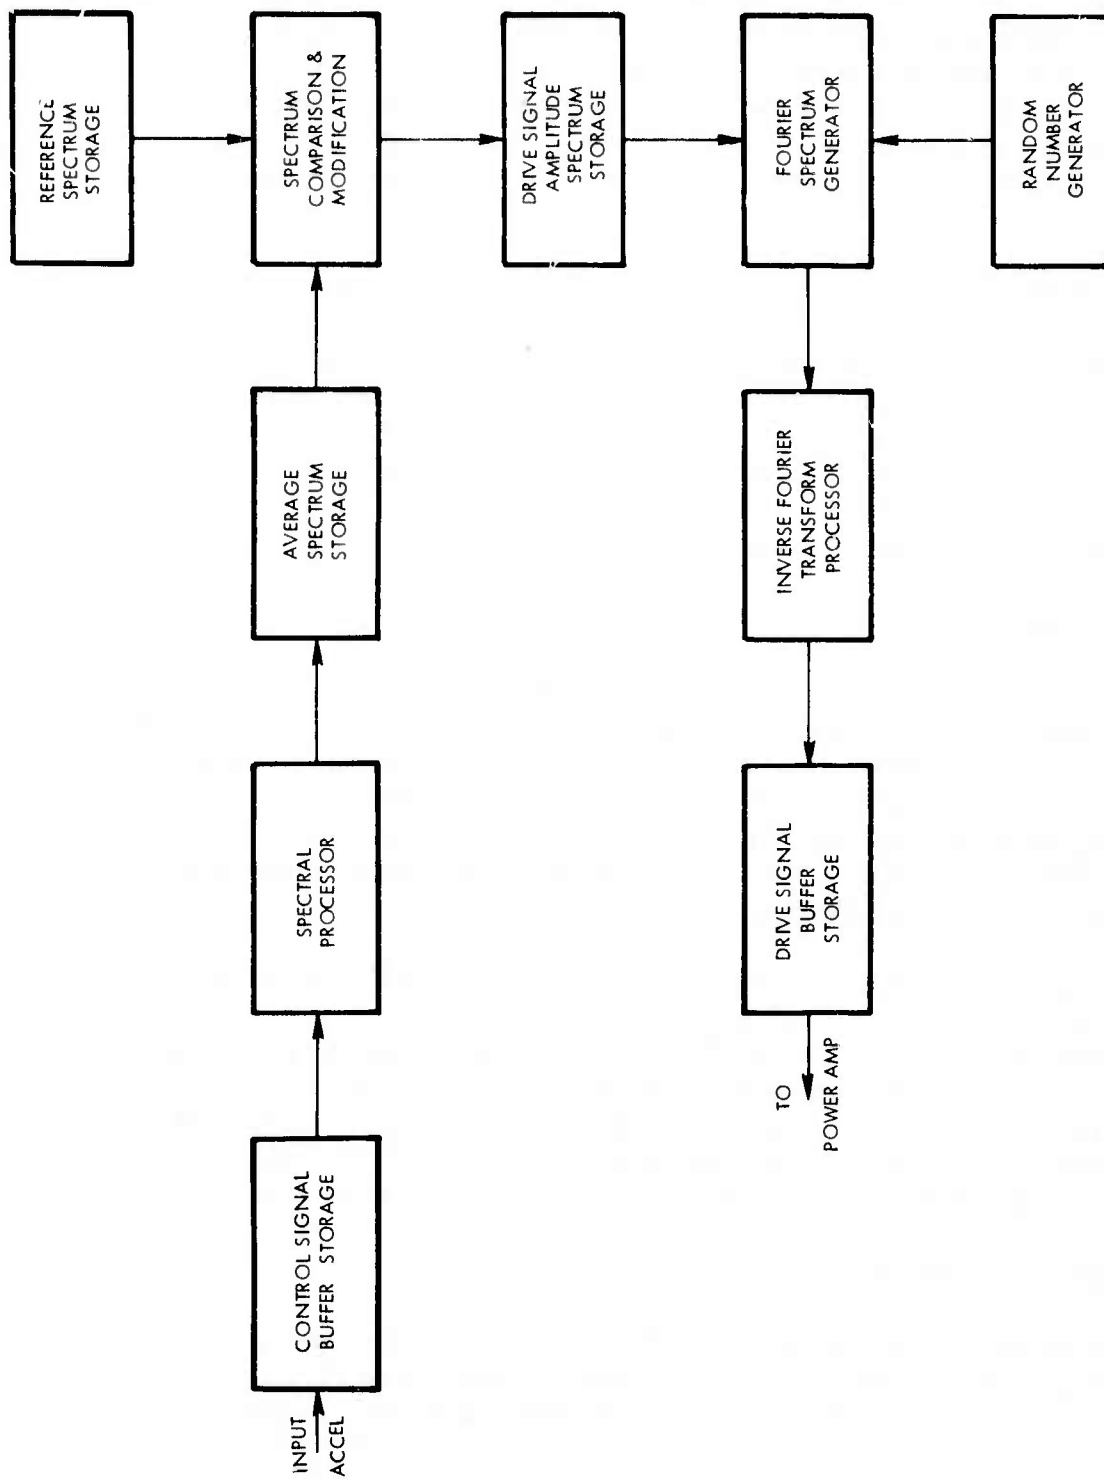 REFERENCE
SPECTRUM
STORAGE
INPUT
ACCEL
CONTROL SIGNAL
BUFFER STORAGE
SPECTRAL
PROCESSOR
AVERAGE
SPECTRUM
STORAGE
SPECTRUM
COMPARISON &
MODIFICATION
DRIVE SIGNAL
AMPLITUDE
SPECTRUM
STORAGE
TO
POWER AMP
DRIVE SIGNAL
BUFFER
STORAGE
INVERSE FOURIER
TRANSFORM
PROCESSOR
FOURIER
SPECTRUM
GENERATOR
RANDOM
NUMBER
GENERATOR